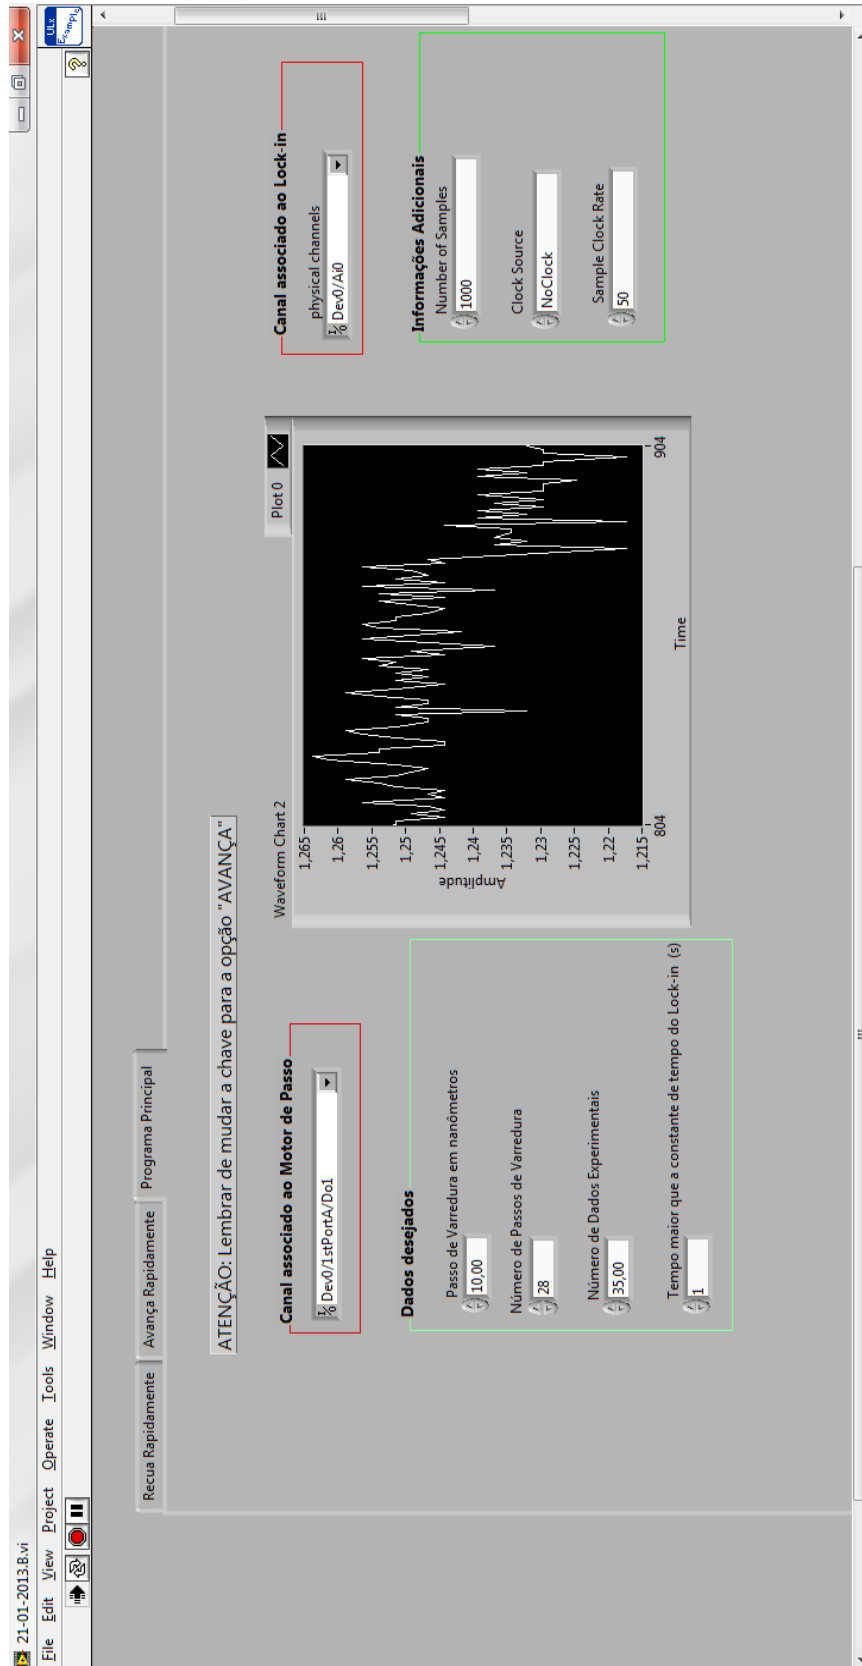 21-01-2013.B.vi
File Edit View Project Operate Tools Window Help
ULx
Example
?
Recua Rapidamente
Avança Rapidamente
Programa Principal
ATENÇÃO: Lembrar de mudar a chave para a opção "AVANÇA"
Canal associado ao Motor de Passo
Dev0/1stPortA/Do1
Dados desejados
Passo de Varredura em nanômetros
10,00
Número de Passos de Varredura
28
Número de Dados Experimentais
35,00
Tempo maior que a constante de tempo do Lock-in (s)
1
Waveform Chart 2
Plot 0
Amplitude
1,265
1,26
1,255
1,25
1,245
1,24
1,235
1,23
1,225
1,22
1,215
804
904
Time
Canal associado ao Lock-in
physical channels
Dev0/Ai0
Informações Adicionais
Number of Samples
1000
Clock Source
NoClock
Sample Clock Rate
50